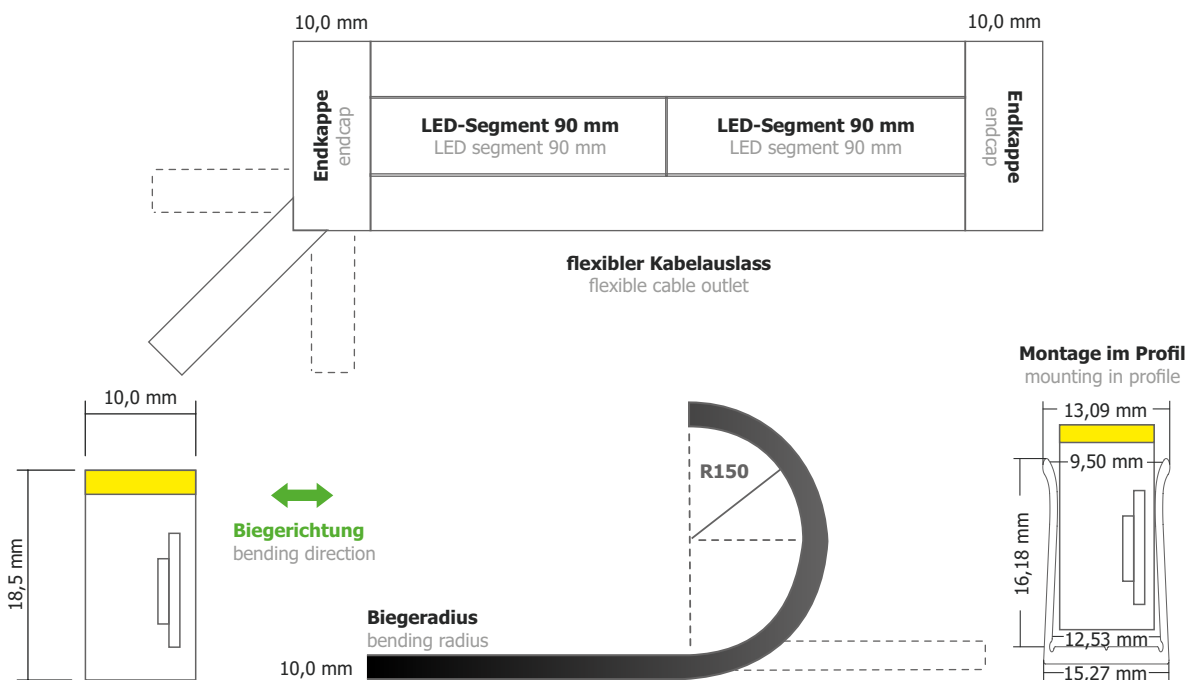 10,0 mm
10,0 mm
Endkappe
endcap
LED-Segment 90 mm
LED segment 90 mm
LED-Segment 90 mm
LED segment 90 mm
Endkappe
endcap
flexibler Kabelauslass
flexible cable outlet
10,0 mm
18,5 mm
Biegerichtung
bending direction
R150
Biegeradius
bending radius
10,0 mm
Montage im Profil
mounting in profile
13,09 mm
9,50 mm
16,18 mm
12,53 mm
15,27 mm